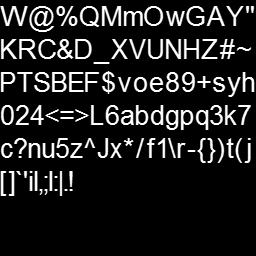 W@%QMmOwGAY"
KRC&D_XVUNHZ#~
PTSBEF$voe89+syh
024<=>L6abdgpq3k7
c?nu5z^Jx*/f1\r-{})t(j
[]`'il,;I:|.!